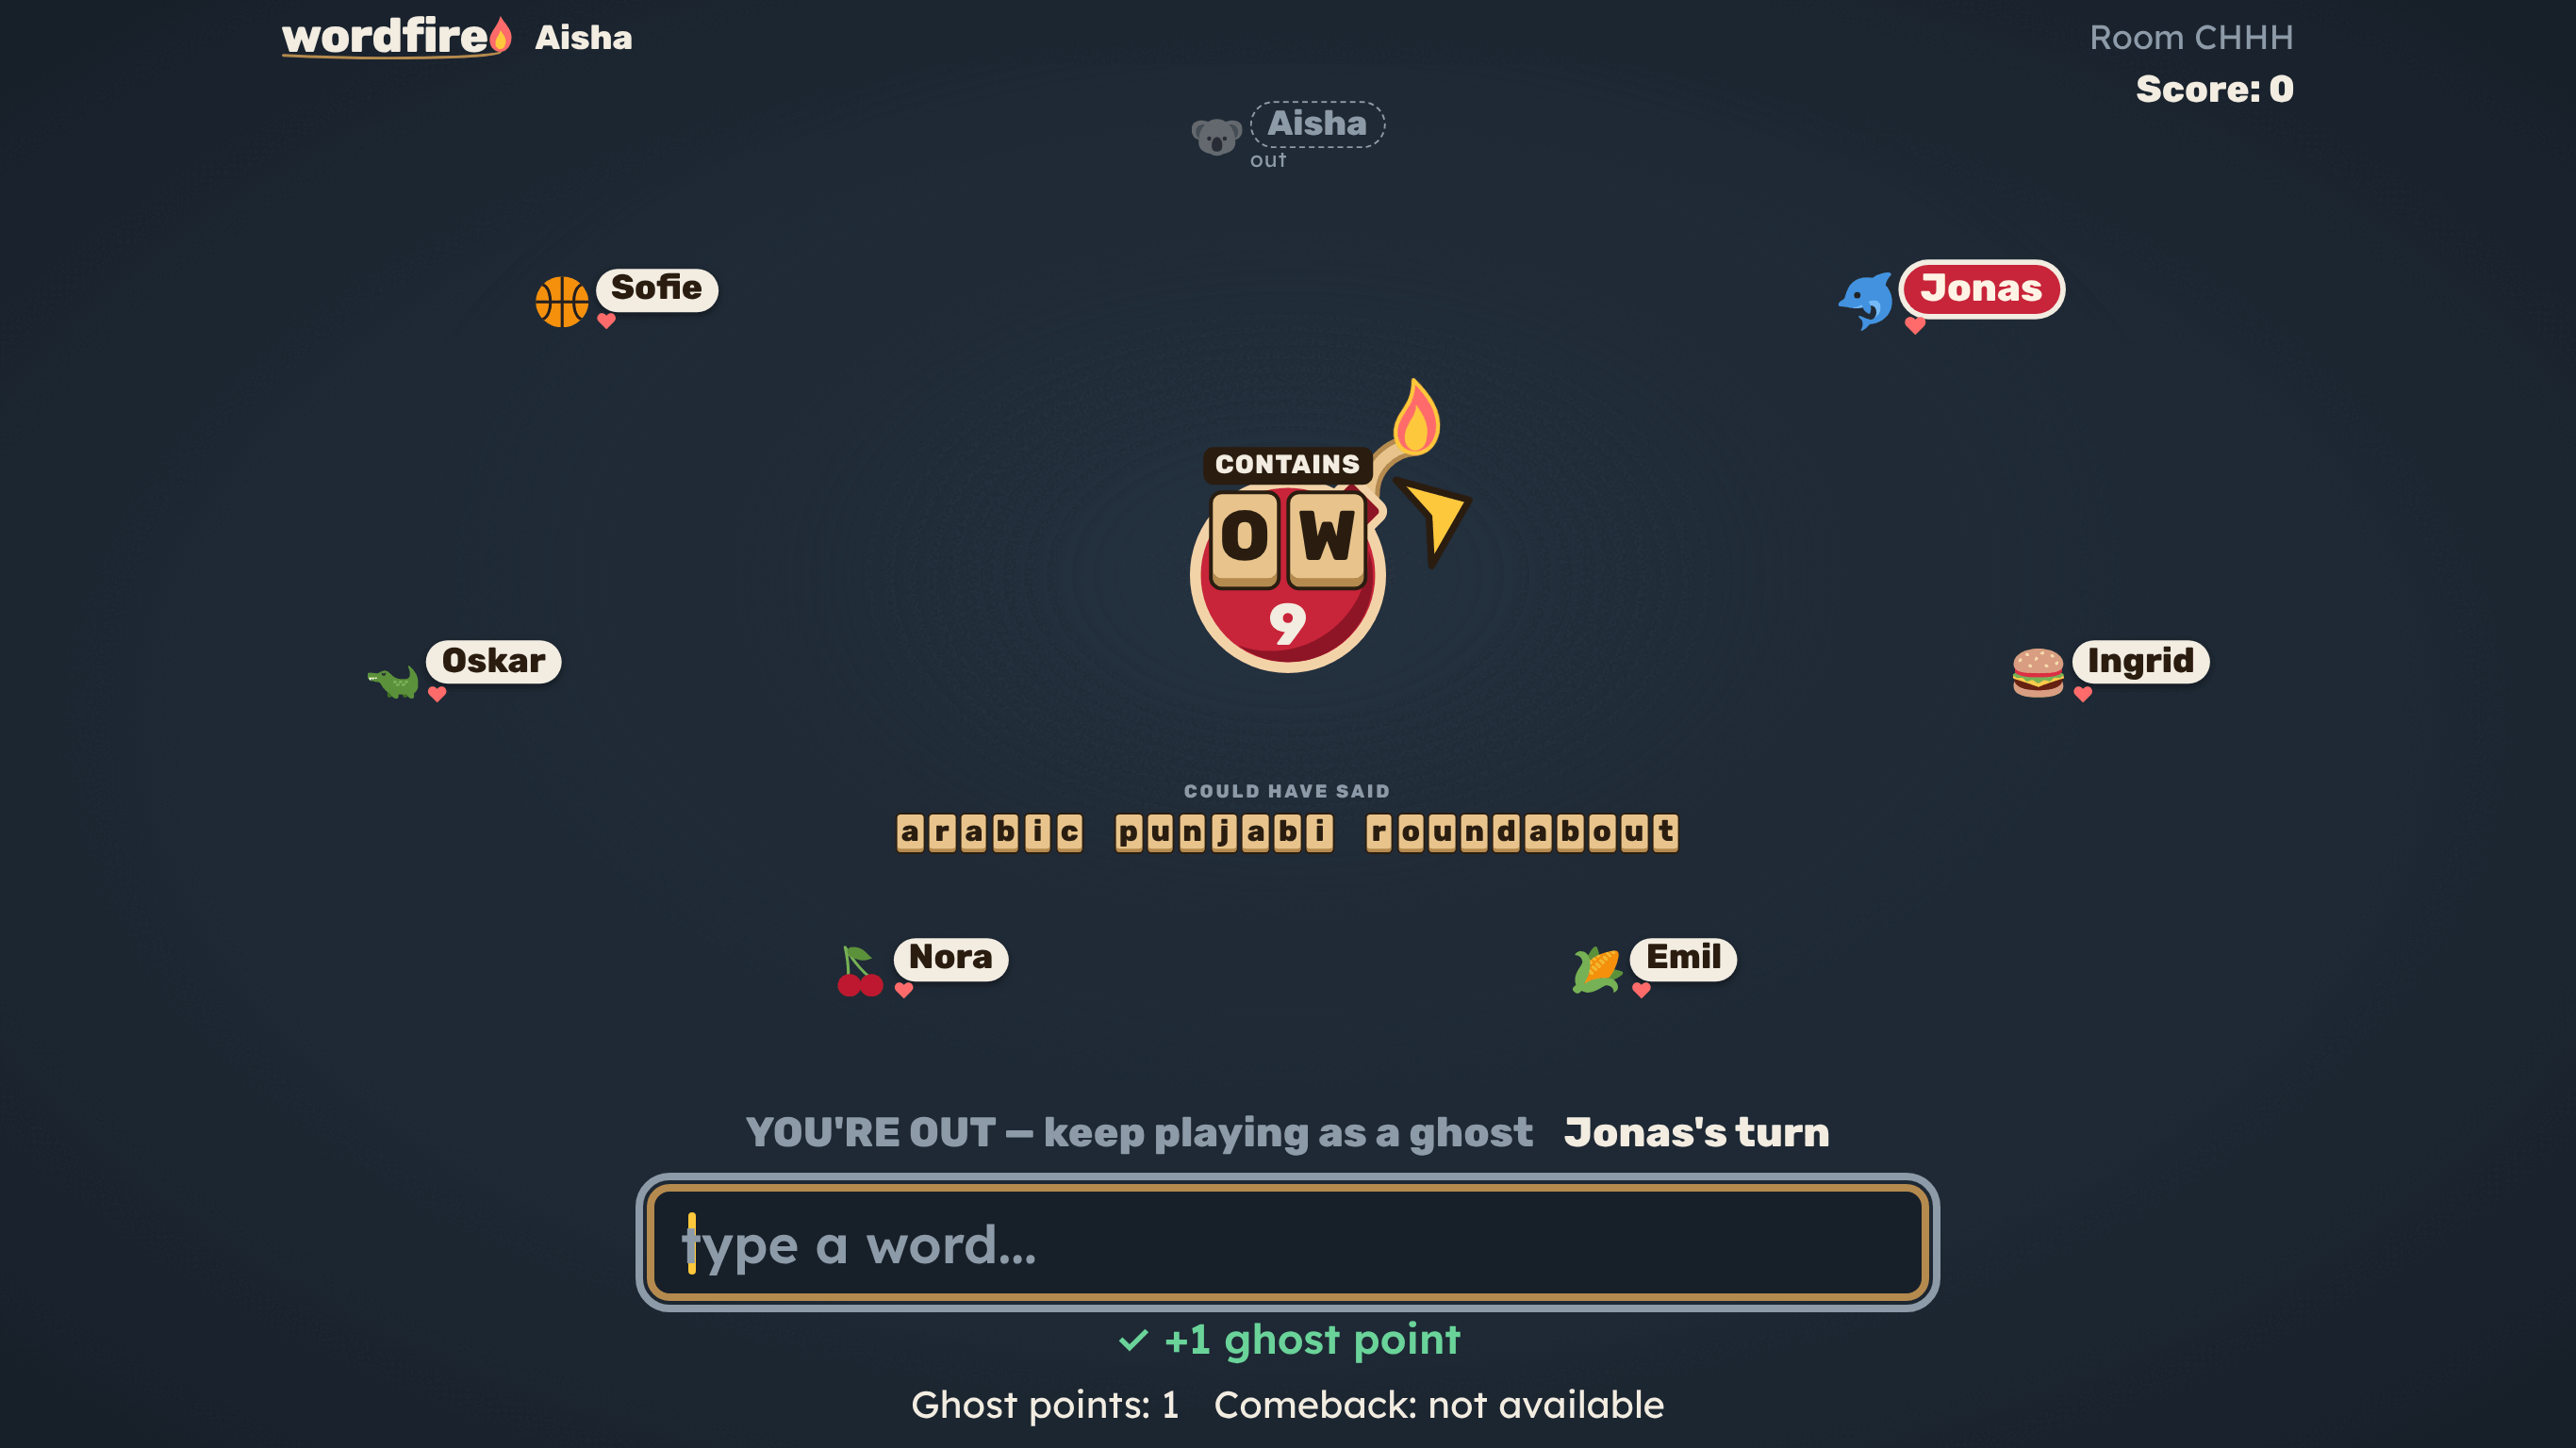 wordfire Aisha
Room CHHH
Score: 0
Aisha
out
Sofie
Jonas
CONTAINS
OW
9
Oskar
Ingrid
COULD HAVE SAID
arabic punjabi roundabout
Nora
Emil
YOU'RE OUT — keep playing as a ghost Jonas's turn
type a word...
✓ +1 ghost point
Ghost points: 1 Comeback: not available